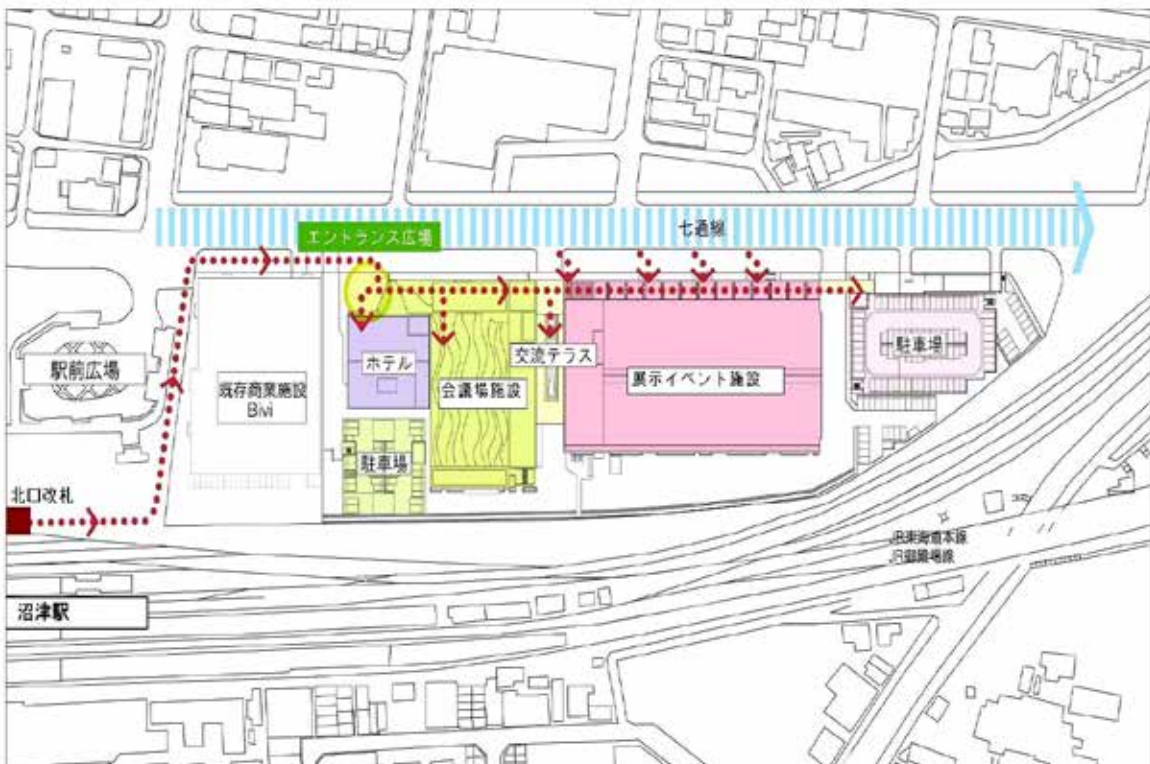 エントランス広場
七通線
駅前広場
既存商業施設
Bivi
ホテル
会議場施設
交流テラス
展示イベント施設
駐車場
駐車場
北口改札
JR東海道本線
JR御殿場線
沼津駅